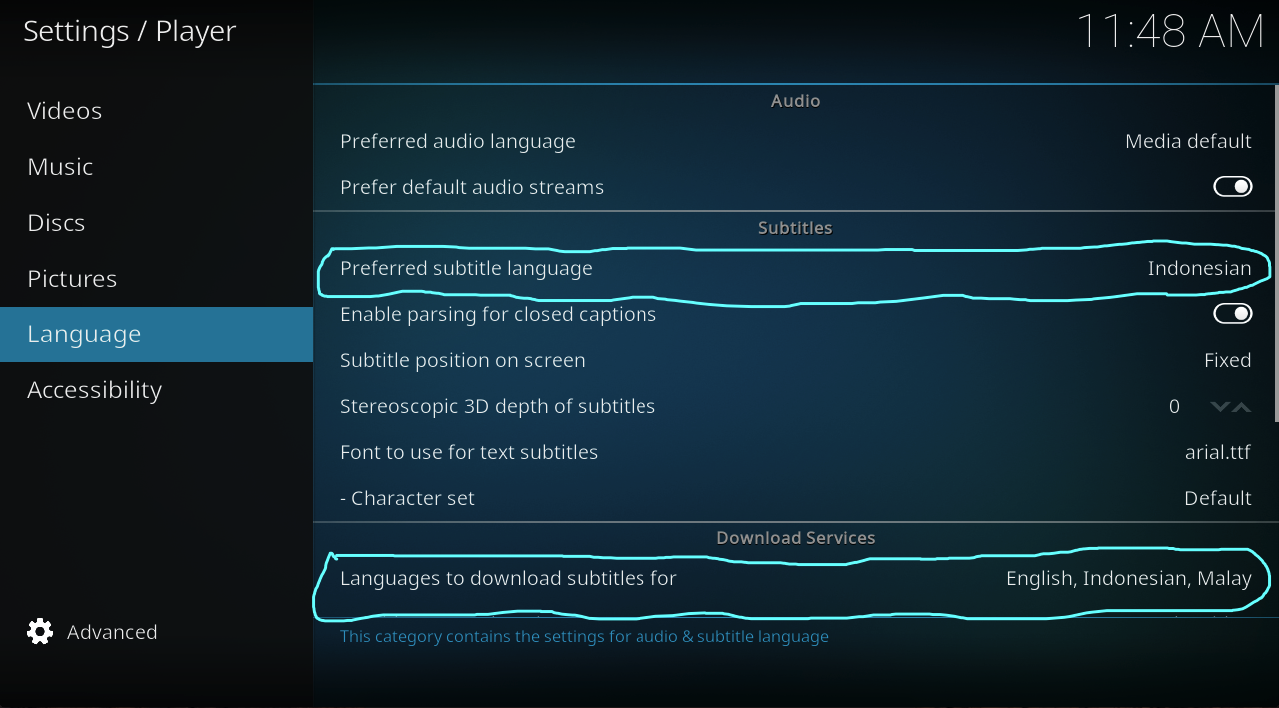 Settings / Player
11:48 AM
Videos
Music
Discs
Pictures
Language
Accessibility
Advanced
Audio
Preferred audio language Media default
Prefer default audio streams
Subtitles
Preferred subtitle language Indonesian
Enable parsing for closed captions
Subtitle position on screen Fixed
Stereoscopic 3D depth of subtitles 0
Font to use for text subtitles arial.ttf
- Character set Default
Download Services
Languages to download subtitles for English, Indonesian, Malay
This category contains the settings for audio & subtitle language